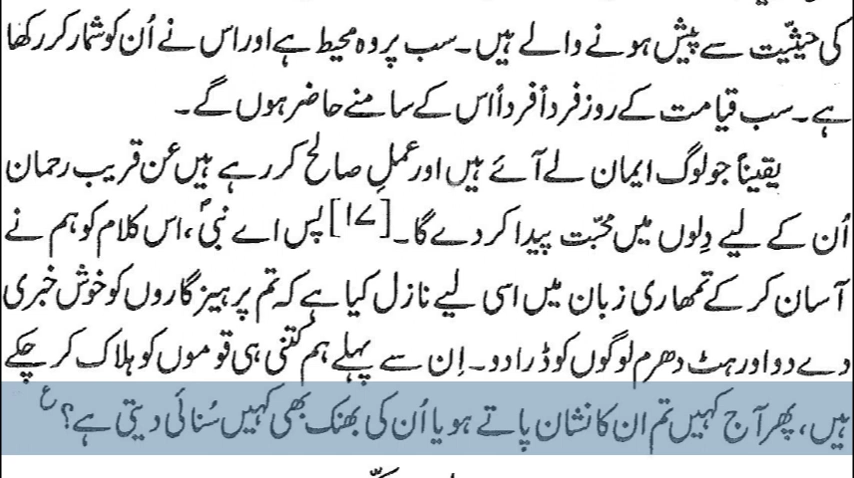 کی حیثیّت سے پیش ہونے والے ہیں۔ سب پر وہ محیط ہے اور اس نے اُن کو شمار کر رکھا
ہے۔ سب قیامت کے روز فرداً فرداً اس کے سامنے حاضر ہوں گے۔
یقیناً جو لوگ ایمان لے آئے ہیں اور عملِ صالح کر رہے ہیں عن قریب رحمان
اُن کے لیے دِلوں میں محبّت پیدا کر دے گا۔[۱۷] پس اے نبیؐ، اس کلام کو ہم نے
آسان کر کے تمھاری زبان میں اسی لیے نازل کیا ہے کہ تم پرہیزگاروں کو خوش خبری
دے دو اور ہٹ دھرم لوگوں کو ڈرا دو۔ اِن سے پہلے ہم کتنی ہی قوموں کو ہلاک کر چکے
ہیں، پھر آج کہیں تم ان کا نشان پاتے ہو یا اُن کی بھنک بھی کہیں سُنائی دیتی ہے؟ ع